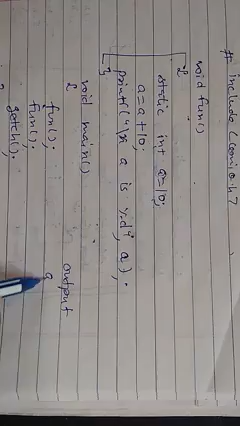 # include <conio.h>
void fun()
{
static int a=10;
a = a + 10;
printf("\n a is %d", a);
}
void main()
{
fun();
fun();
getch();
output
a